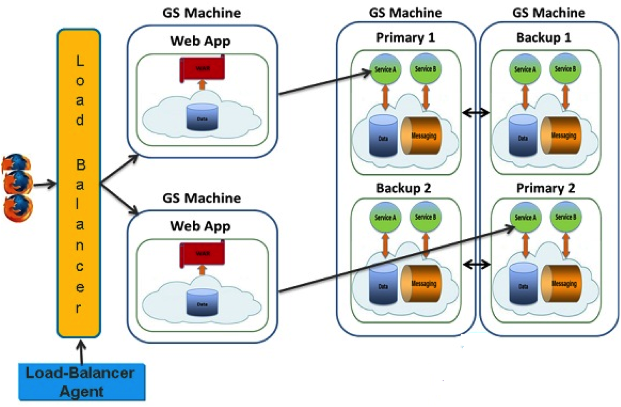 GS Machine
Web App
Data
GS Machine
Web App
Data
Load Balancer
Load-Balancer
Agent
GS Machine
Primary 1
Service A
Service B
Data
Messaging
Backup 2
Service A
Service B
Data
Messaging
GS Machine
Backup 1
Service A
Service B
Data
Messaging
Primary 2
Service A
Service B
Data
Messaging